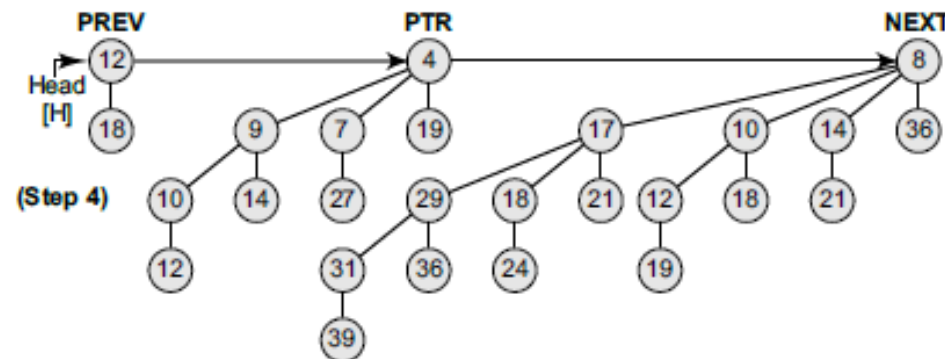 PREV PTR NEXT
12 4 8
Head
[H]
18 9 7 19 17 10 14 36
(Step 4) 10 14 27 29 18 21 12 18 21
12 31 36 24 19
39